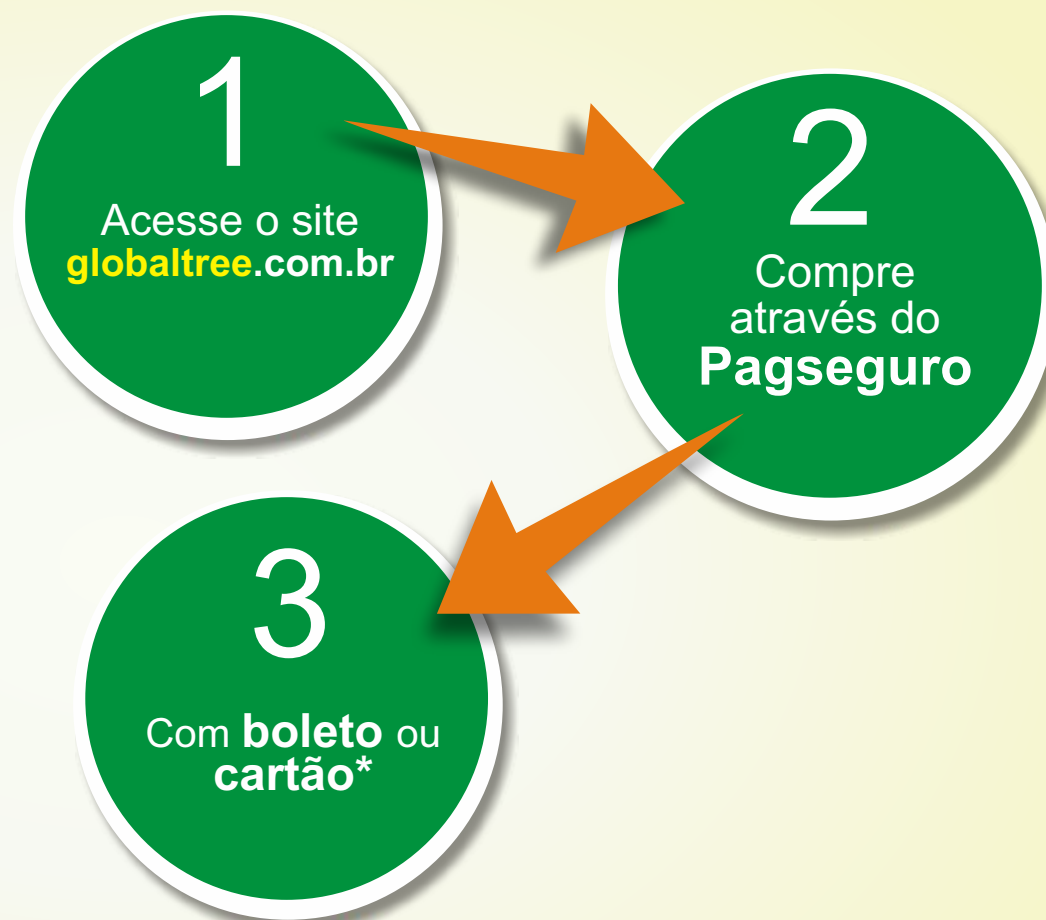 1
Acesse o site
globaltree.com.br
2
Compre
através do
Pagseguro
3
Com boleto ou
cartão*